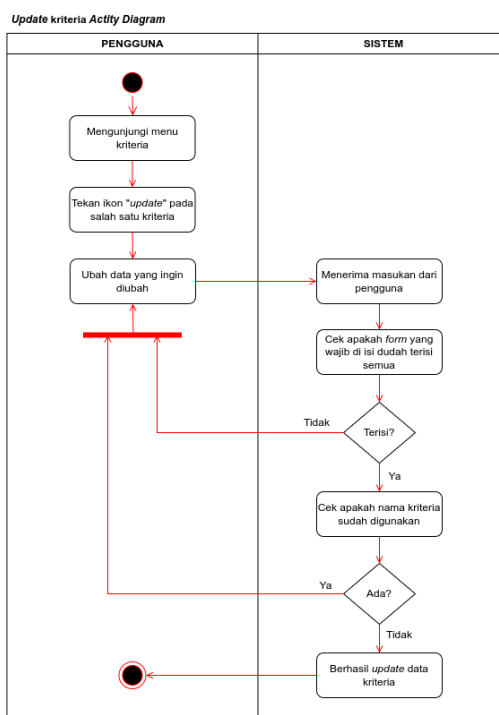 Update kriteria Actity Diagram
PENGGUNA
SISTEM
Mengunjungi menu
kriteria
Tekan ikon "update" pada
salah satu kriteria
Ubah data yang ingin
diubah
Menerima masukan dari
pengguna
Cek apakah form yang
wajib di isi dudah terisi
semua
Tidak
Terisi?
Ya
Cek apakah nama kriteria
sudah digunakan
Ya
Ada?
Tidak
Berhasil update data
kriteria